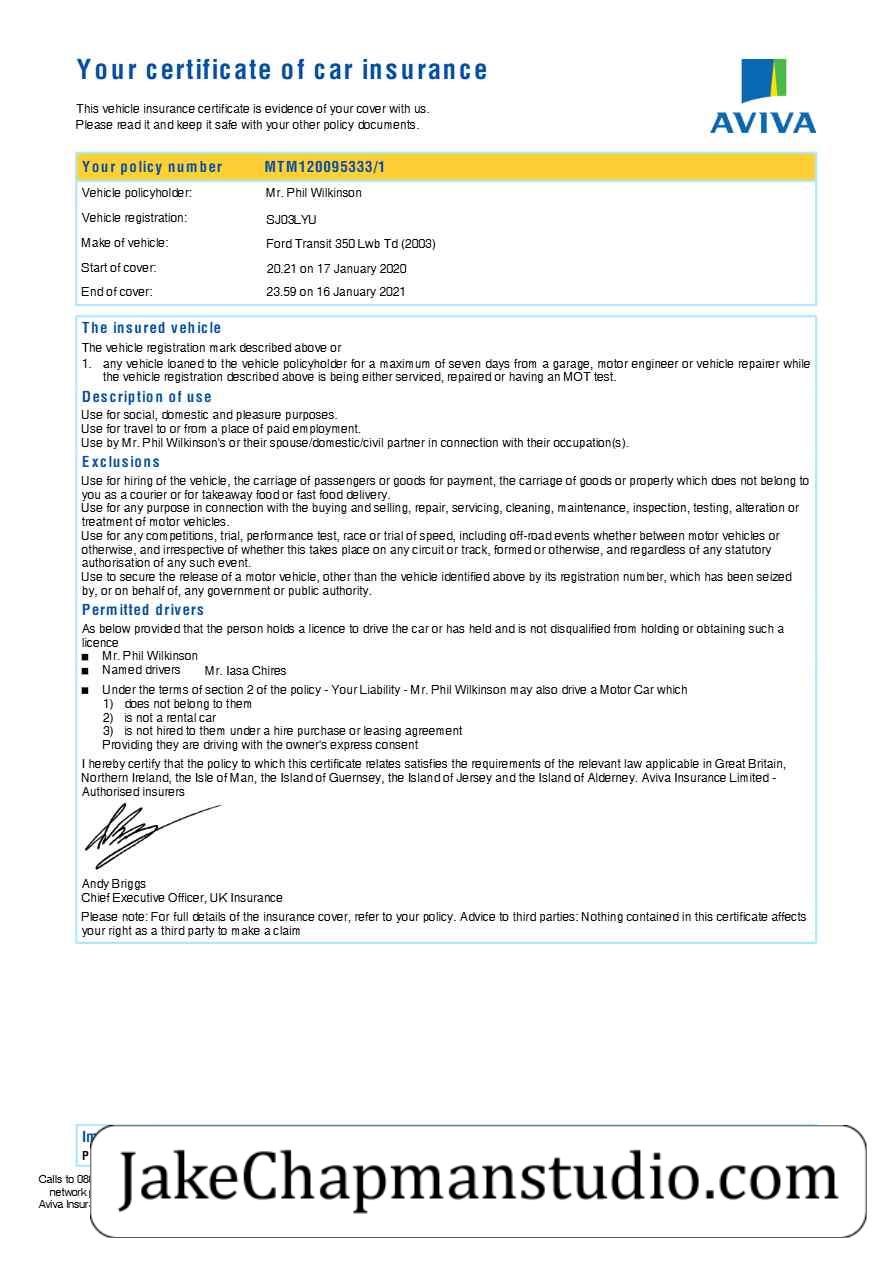 Your certificate of car insurance
This vehicle insurance certificate is evidence of your cover with us.
Please read it and keep it safe with your other policy documents.
AVIVA
Your policy number MTM120095333/1
Vehicle policyholder: Mr. Phil Wilkinson
Vehicle registration: SJ03LYU
Make of vehicle: Ford Transit 350 Lwb Td (2003)
Start of cover: 20.21 on 17 January 2020
End of cover: 23.59 on 16 January 2021
The insured vehicle
The vehicle registration mark described above or
1. any vehicle loaned to the vehicle policyholder for a maximum of seven days from a garage, motor engineer or vehicle repairer while
the vehicle registration described above is being either serviced, repaired or having an MOT test.
Description of use
Use for social, domestic and pleasure purposes.
Use for travel to or from a place of paid employment.
Use by Mr. Phil Wilkinson's or their spouse/domestic/civil partner in connection with their occupation(s).
Exclusions
Use for hiring of the vehicle, the carriage of passengers or goods for payment, the carriage of goods or property which does not belong to
you as a courier or for takeaway food or fast food delivery.
Use for any purpose in connection with the buying and selling, repair, servicing, cleaning, maintenance, inspection, testing, alteration or
treatment of motor vehicles.
Use for any competitions, trial, performance test, race or trial of speed, including off-road events whether between motor vehicles or
otherwise, and irrespective of whether this takes place on any circuit or track, formed or otherwise, and regardless of any statutory
authorisation of any such event.
Use to secure the release of a motor vehicle, other than the vehicle identified above by its registration number, which has been seized
by, or on behalf of, any government or public authority.
Permitted drivers
As below provided that the person holds a licence to drive the car or has held and is not disqualified from holding or obtaining such a
licence
■ Mr. Phil Wilkinson
■ Named drivers Mr. Iasa Chires
■ Under the terms of section 2 of the policy - Your Liability - Mr. Phil Wilkinson may also drive a Motor Car which
1) does not belong to them
2) is not a rental car
3) is not hired to them under a hire purchase or leasing agreement
Providing they are driving with the owner's express consent
I hereby certify that the policy to which this certificate relates satisfies the requirements of the relevant law applicable in Great Britain,
Northern Ireland, the Isle of Man, the Island of Guernsey, the Island of Jersey and the Island of Alderney. Aviva Insurance Limited -
Authorised insurers
Andy Briggs
Chief Executive Officer, UK Insurance
Please note: For full details of the insurance cover, refer to your policy. Advice to third parties: Nothing contained in this certificate affects
your right as a third party to make a claim
JakeChapmanstudio.com
Calls to
network
Aviva